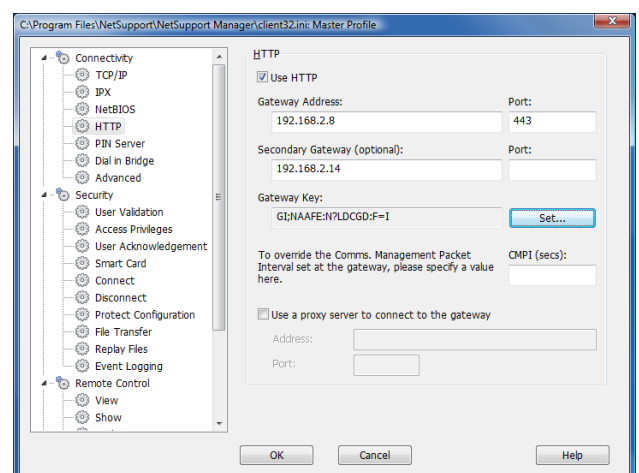 C:\Program Files\NetSupport\NetSupport Manager\client32.ini: Master Profile
Connectivity
TCP/IP
IPX
NetBIOS
HTTP
PIN Server
Dial in Bridge
Advanced
Security
User Validation
Access Privileges
User Acknowledgement
Smart Card
Connect
Disconnect
Protect Configuration
File Transfer
Replay Files
Event Logging
Remote Control
View
Show
HTTP
Use HTTP
Gateway Address: Port:
192.168.2.8 443
Secondary Gateway (optional): Port:
192.168.2.14
Gateway Key:
GI;NAAFE:N?LDCGD:F=I Set...
To override the Comms. Management Packet CMPI (secs):
Interval set at the gateway, please specify a value
here.
Use a proxy server to connect to the gateway
Address:
Port:
OK Cancel Help